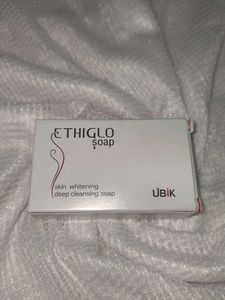 ETHIGLO
soap
skin whitening
deep cleansing soap
UBiK